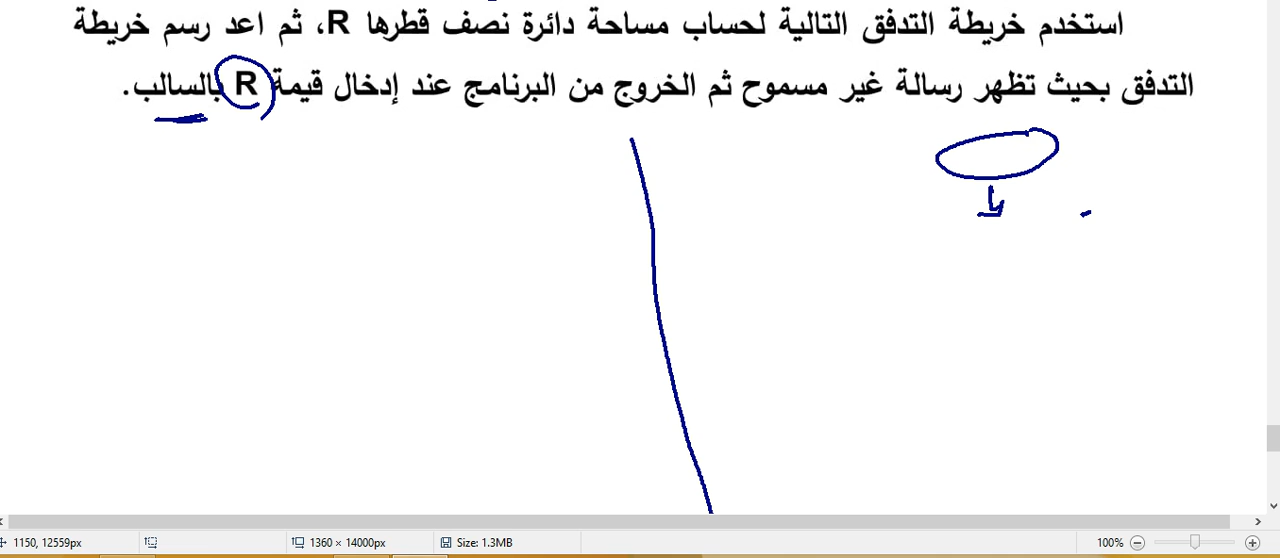 استخدم خريطة التدفق التالية لحساب مساحة دائرة نصف قطرها R، ثم اعد رسم خريطة
التدفق بحيث تظهر رسالة غير مسموح ثم الخروج من البرنامج عند إدخال قيمة R بالسالب.
1150, 12559px
1360 × 14000px
Size: 1.3MB
100%